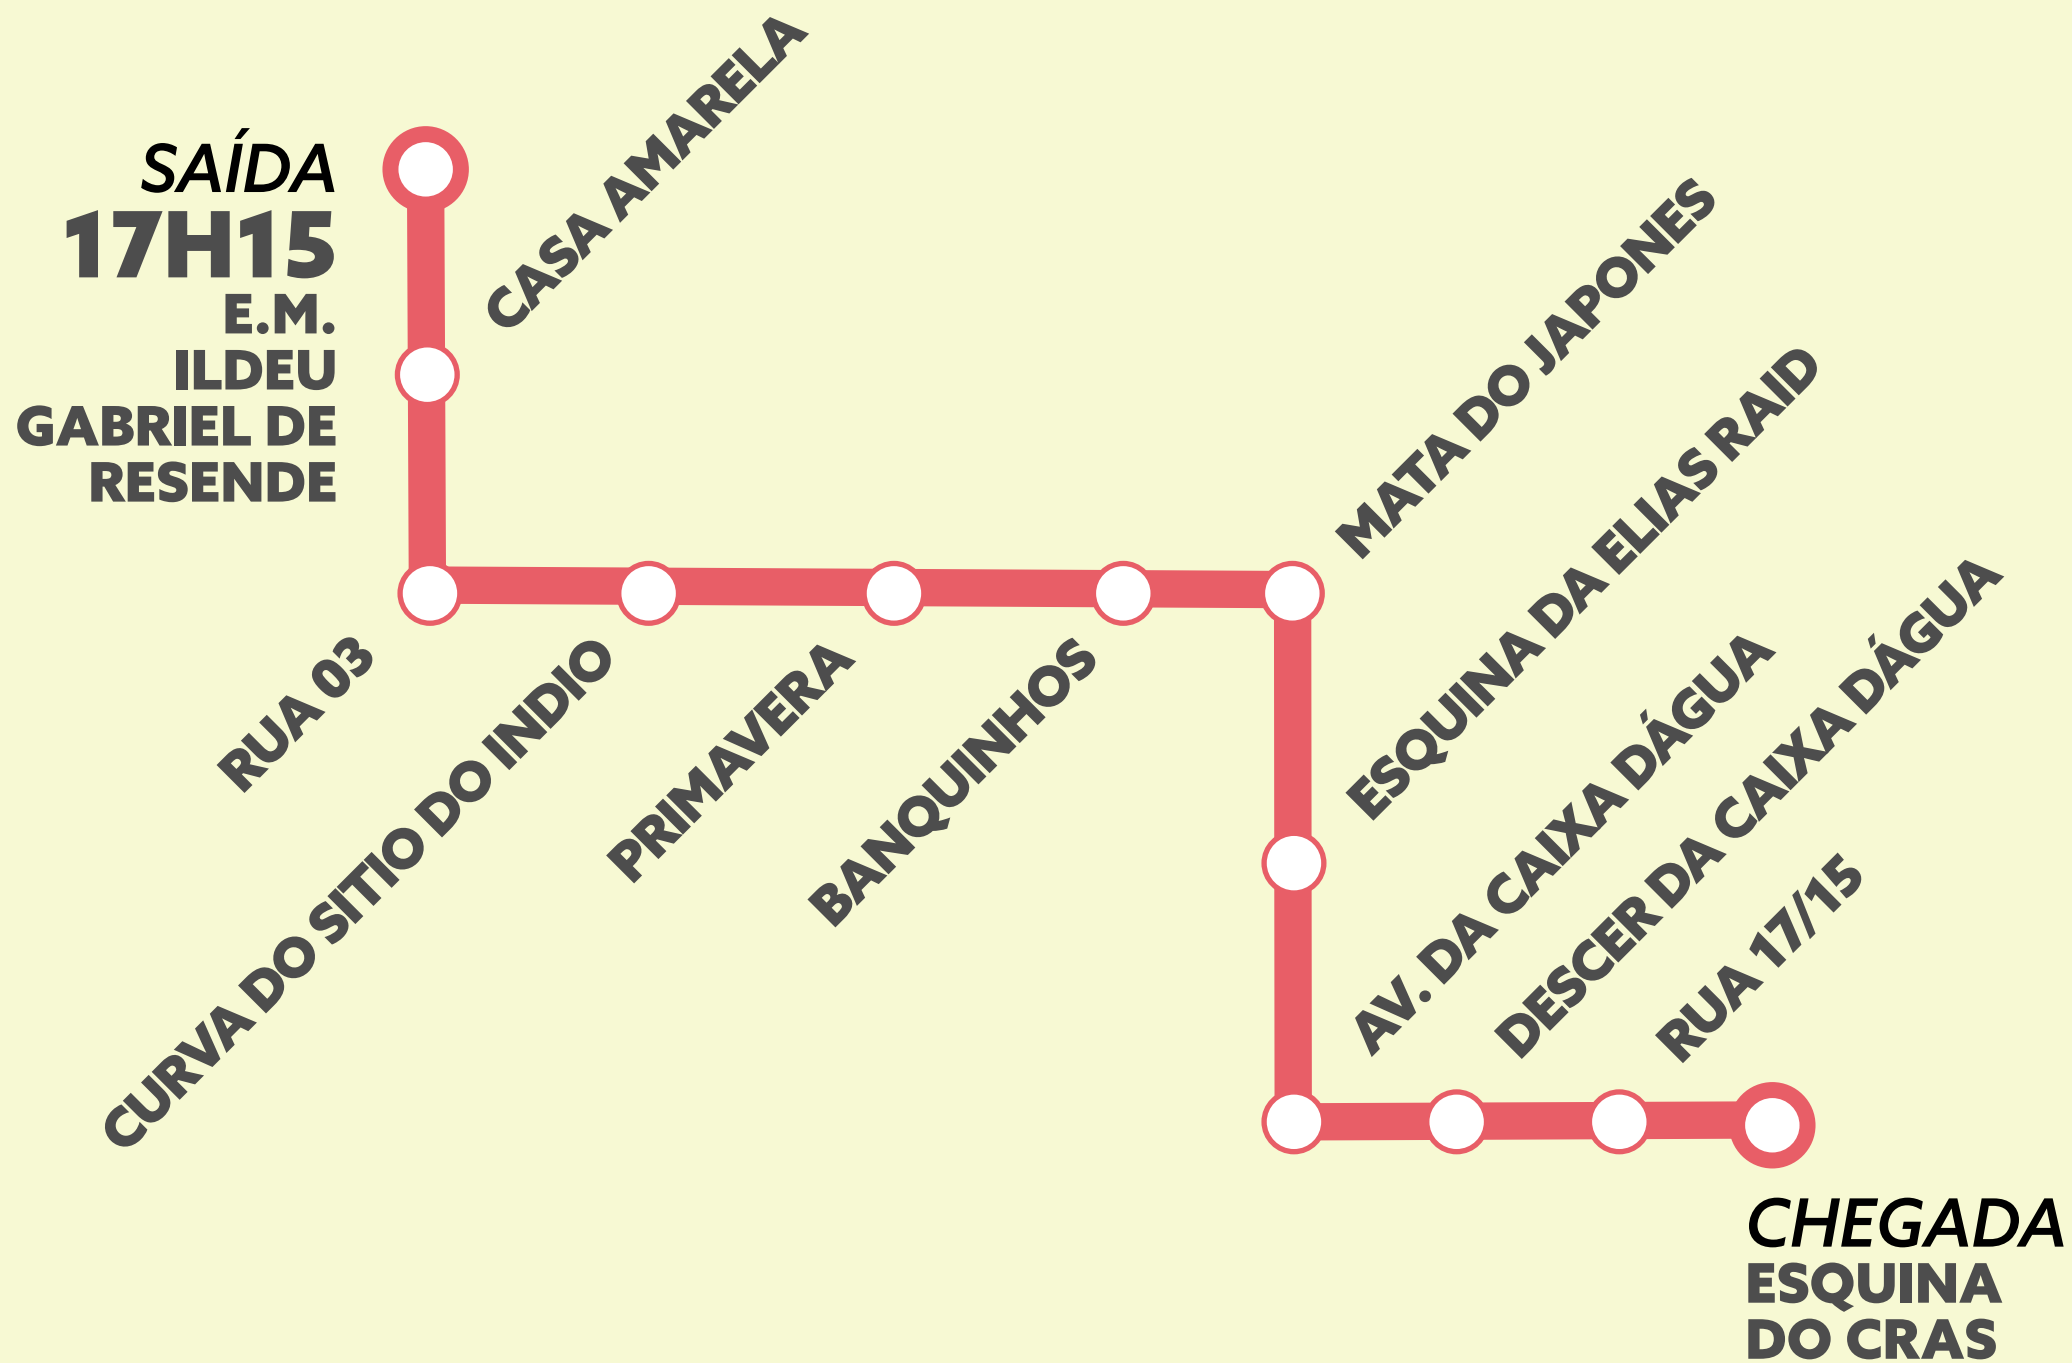 SAÍDA
17H15
E.M.
ILDEU
GABRIEL DE
RESENDE
CASA AMARELA
RUA 03
CURVA DO SITIO DO INDIO
PRIMAVERA
BANQUINHOS
MATA DO JAPONES
ESQUINA DA ELIAS RAID
AV. DA CAIXA DÁGUA
DESCER DA CAIXA DÁGUA
RUA 17/15
CHEGADA
ESQUINA
DO CRAS